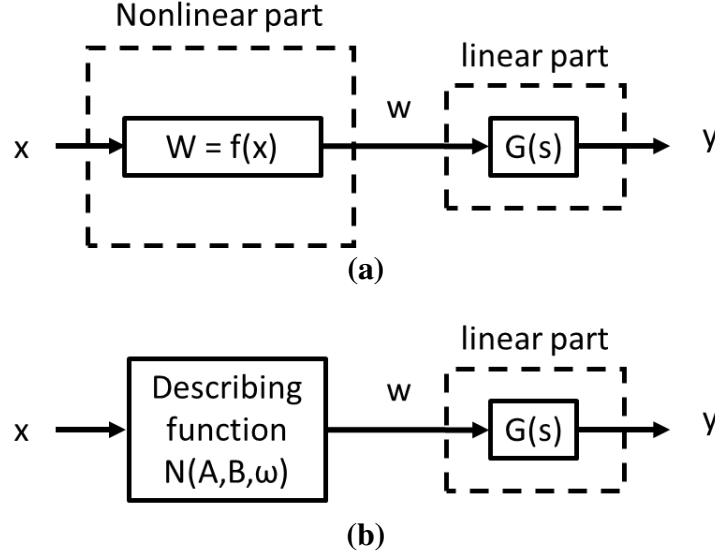 Nonlinear part
linear part
x
W = f(x)
w
G(s)
y
(a)
linear part
x
Describing
function
N(A,B,ω)
w
G(s)
y
(b)